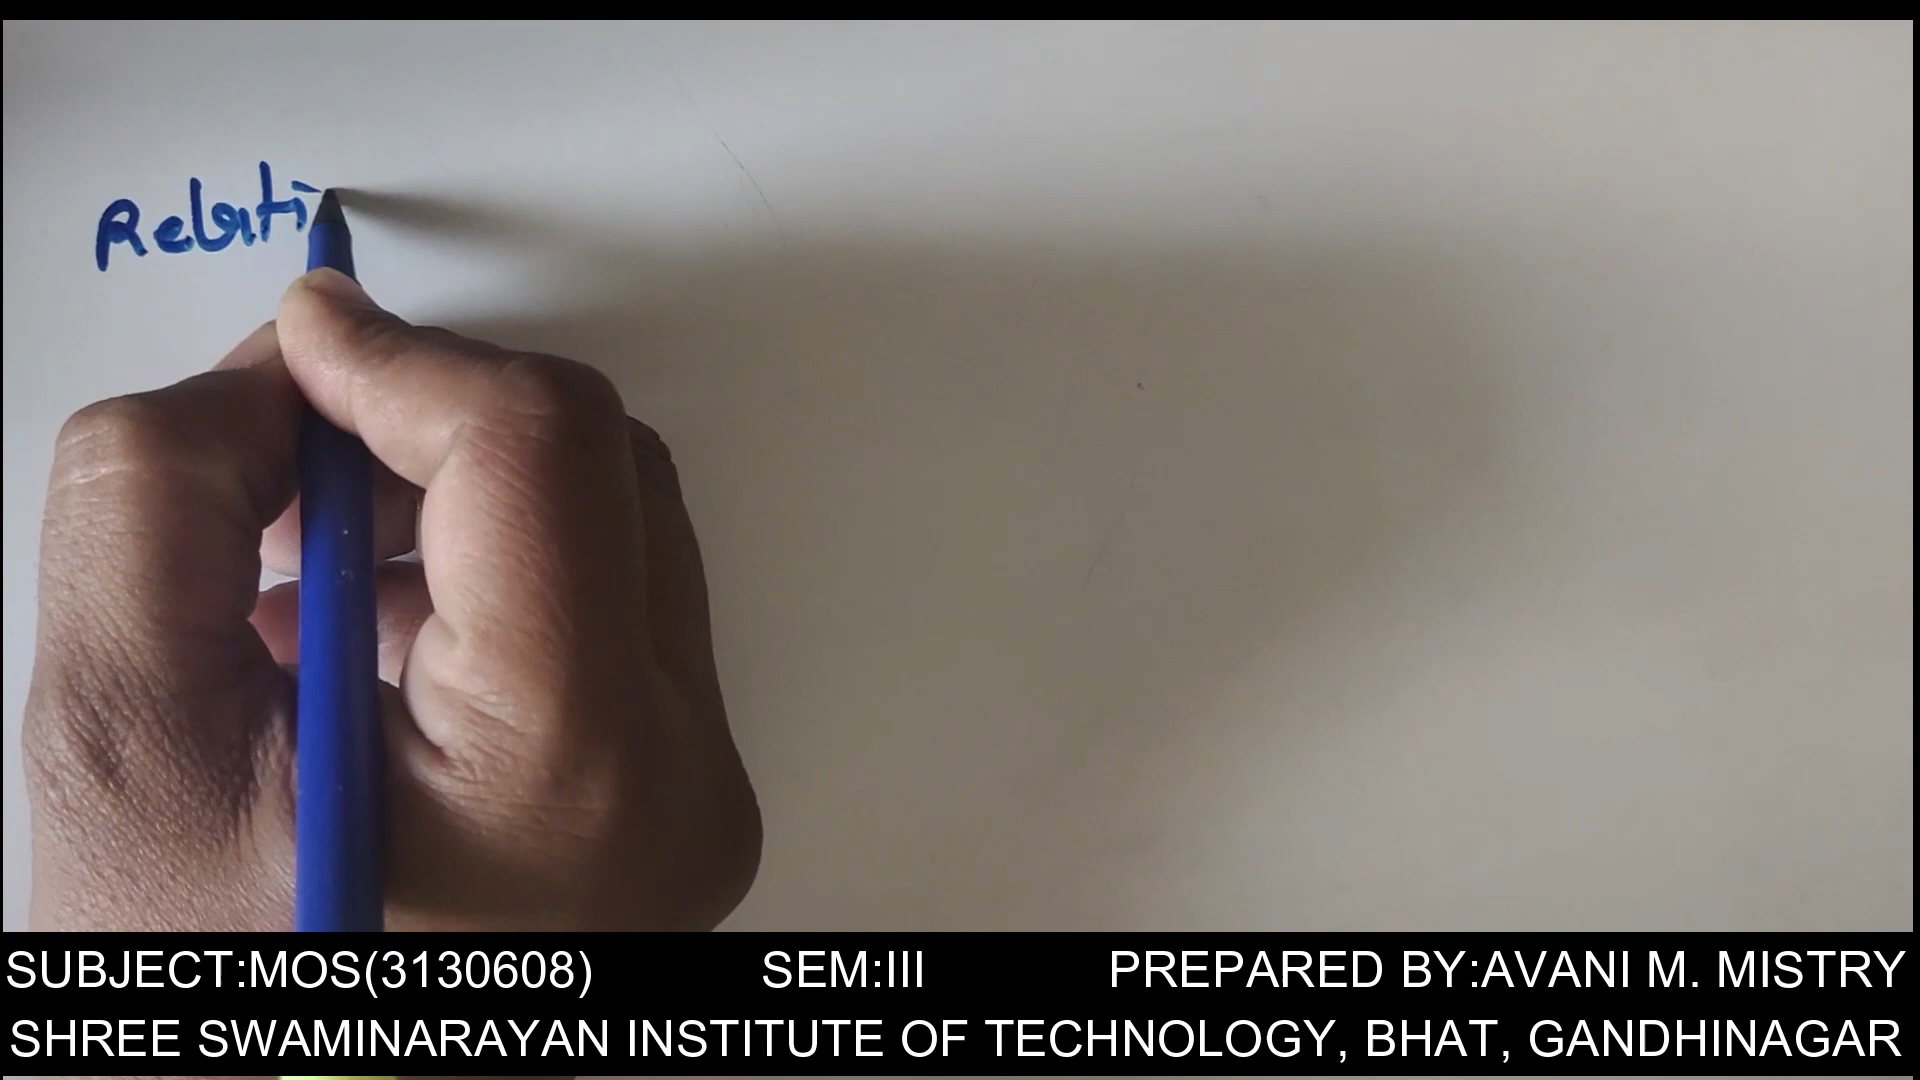 Relati
SUBJECT:MOS(3130608) SEM:III PREPARED BY:AVANI M. MISTRY
SHREE SWAMINARAYAN INSTITUTE OF TECHNOLOGY, BHAT, GANDHINAGAR